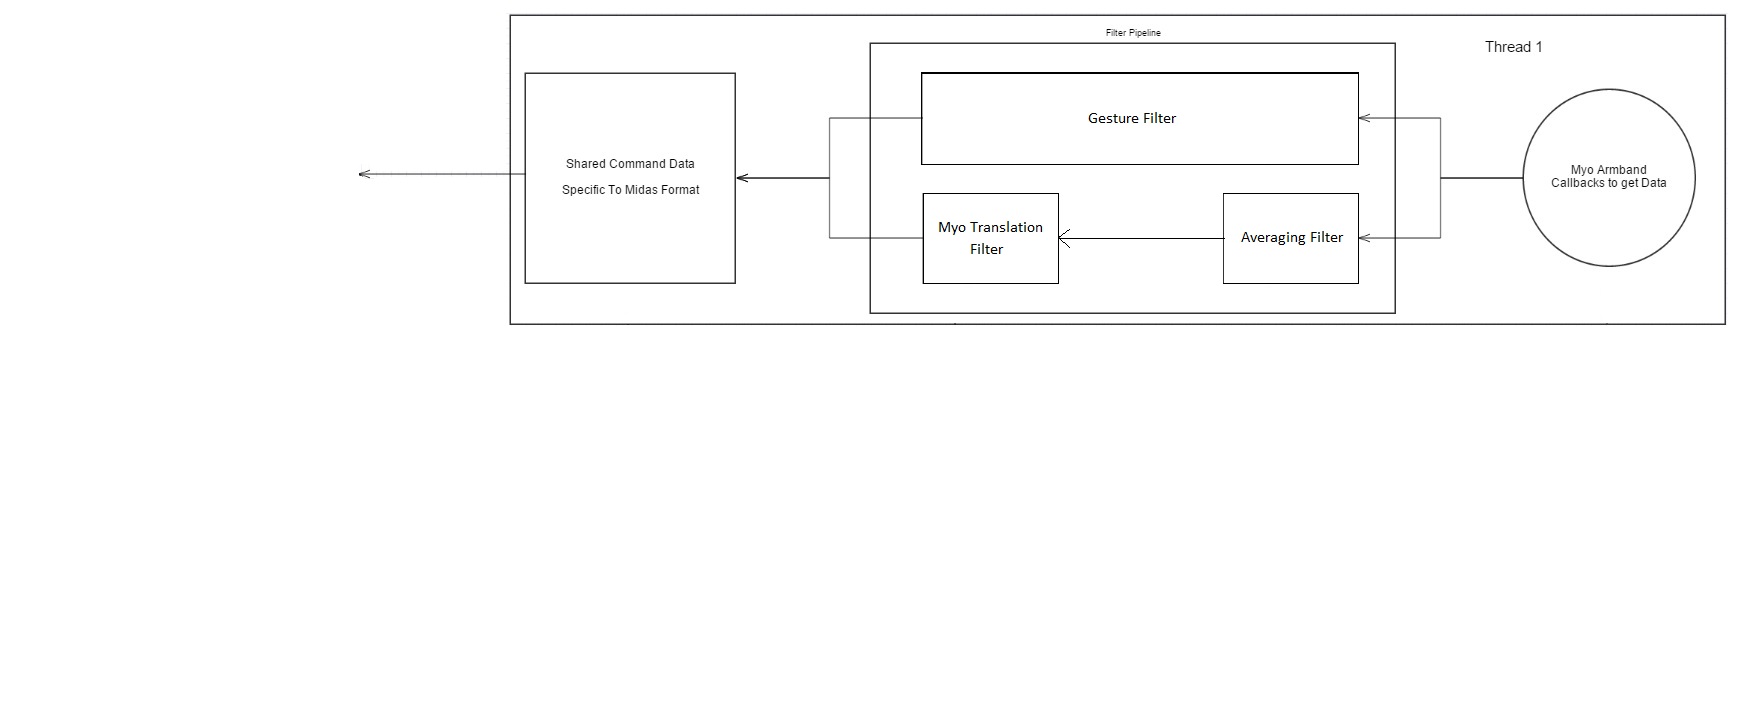 Filter Pipeline
Thread 1
Gesture Filter
Shared Command Data
Specific To Midas Format
Myo Armband
Callbacks to get Data
Myo Translation
Filter
Averaging Filter